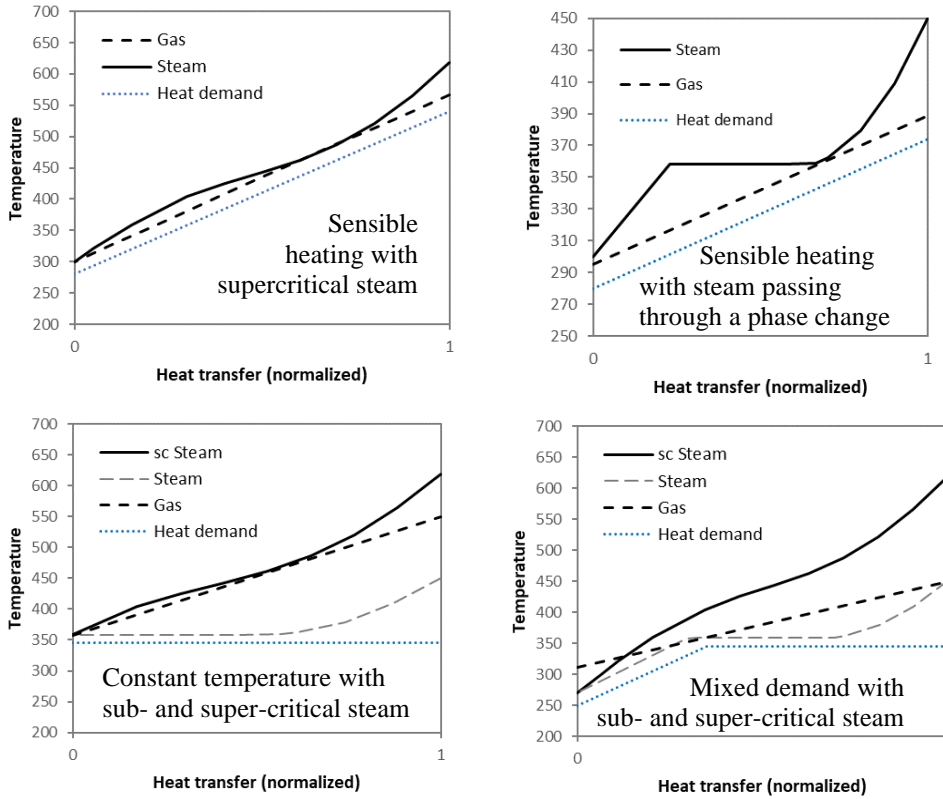 700
650
600
550
500
450
400
350
300
250
200
Temperature
Gas
Steam
Heat demand
Sensible
heating with
supercritical steam
0
1
Heat transfer (normalized)
450
430
410
390
370
350
330
310
290
270
250
Temperature
Steam
Gas
Heat demand
Sensible heating
with steam passing
through a phase change
0
1
Heat transfer (normalized)
700
650
600
550
500
450
400
350
300
250
200
Temperature
sc Steam
Steam
Gas
Heat demand
Constant temperature with
sub- and super-critical steam
0
1
Heat transfer (normalized)
700
650
600
550
500
450
400
350
300
250
200
Temperature
sc Steam
Steam
Gas
Heat demand
Mixed demand with
sub- and super-critical steam
0
Heat transfer (normalized)